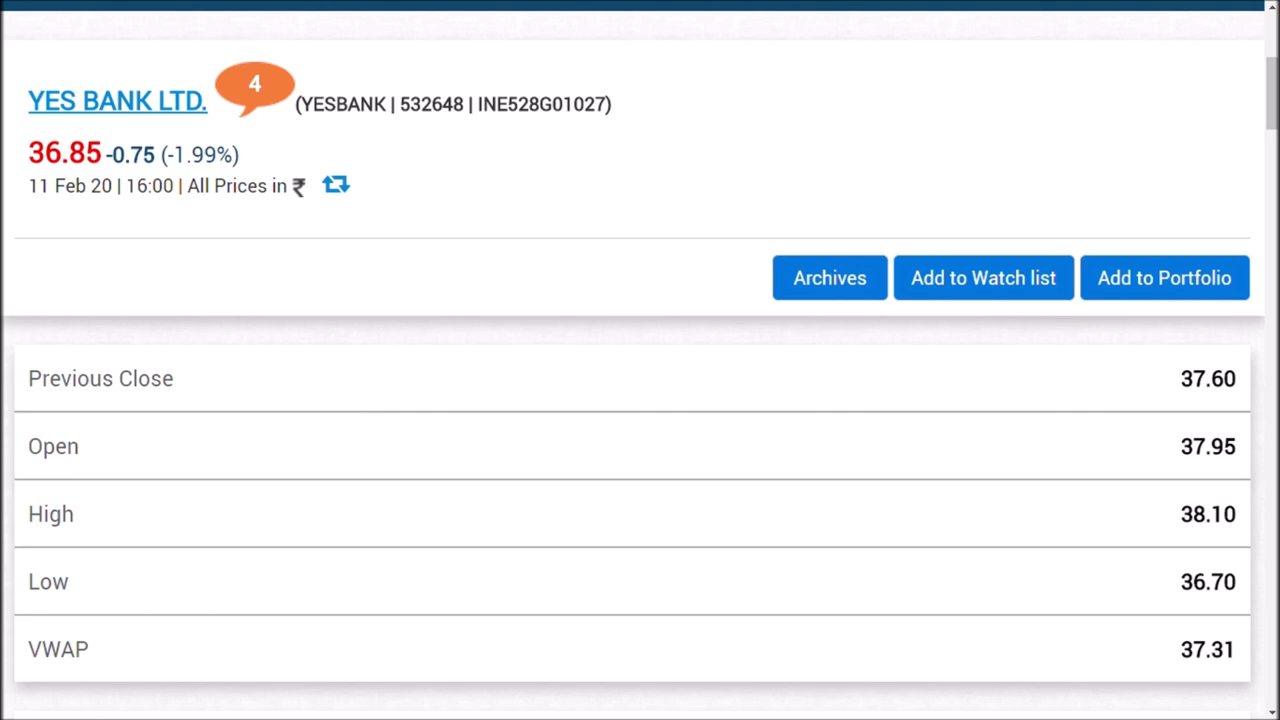 YES BANK LTD. 4 (YESBANK | 532648 | INE528G01027)
36.85 -0.75 (-1.99%)
11 Feb 20 | 16:00 | All Prices in ₹
Archives Add to Watch list Add to Portfolio
Previous Close 37.60
Open 37.95
High 38.10
Low 36.70
VWAP 37.31